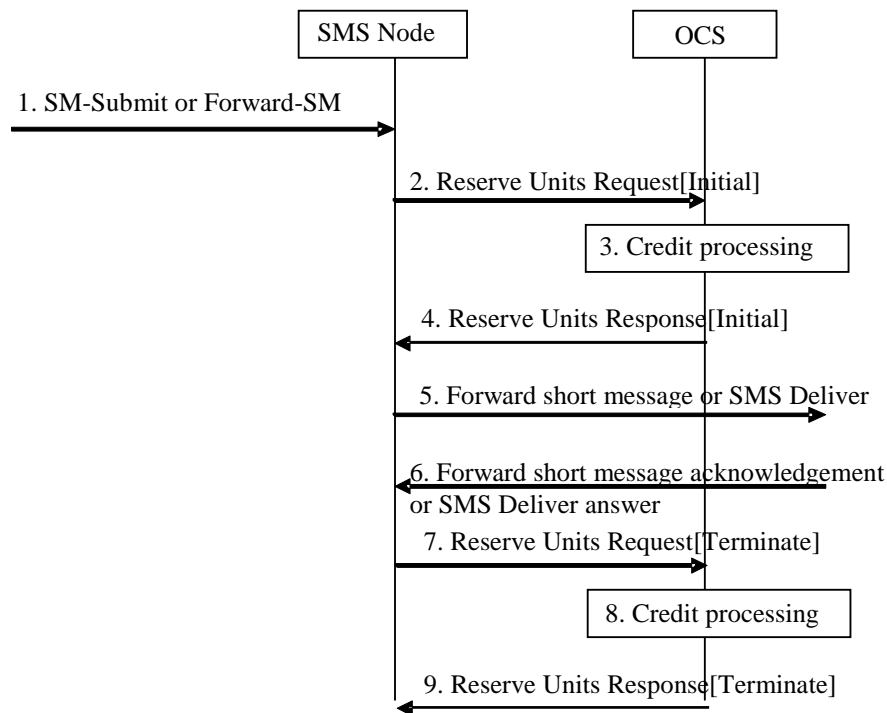 SMS Node
OCS
1. SM-Submit or Forward-SM
2. Reserve Units Request[Initial]
3. Credit processing
4. Reserve Units Response[Initial]
5. Forward short message or SMS Deliver
6. Forward short message acknowledgement
or SMS Deliver answer
7. Reserve Units Request[Terminate]
8. Credit processing
9. Reserve Units Response[Terminate]